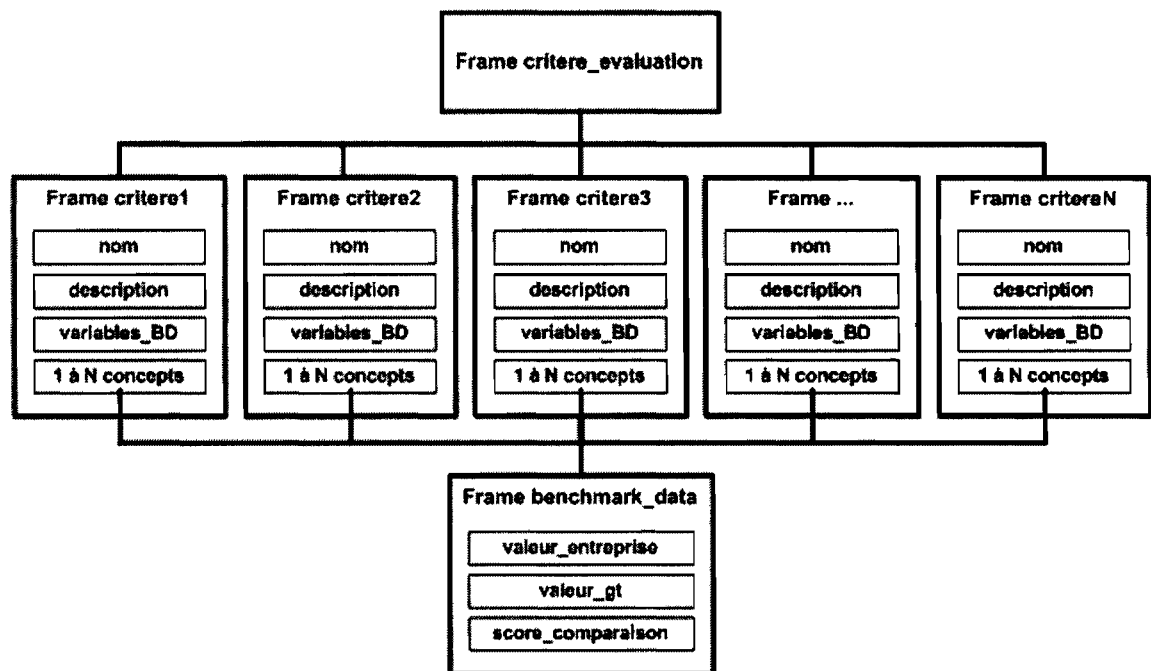 Frame critere_evaluation
Frame critere1
nom
description
variables_BD
1 à N concepts
Frame critere2
nom
description
variables_BD
1 à N concepts
Frame critere3
nom
description
variables_BD
1 à N concepts
Frame ...
nom
description
variables_BD
1 à N concepts
Frame critereN
nom
description
variables_BD
1 à N concepts
Frame benchmark_data
valeur_entreprise
valeur_gt
score_comparaison